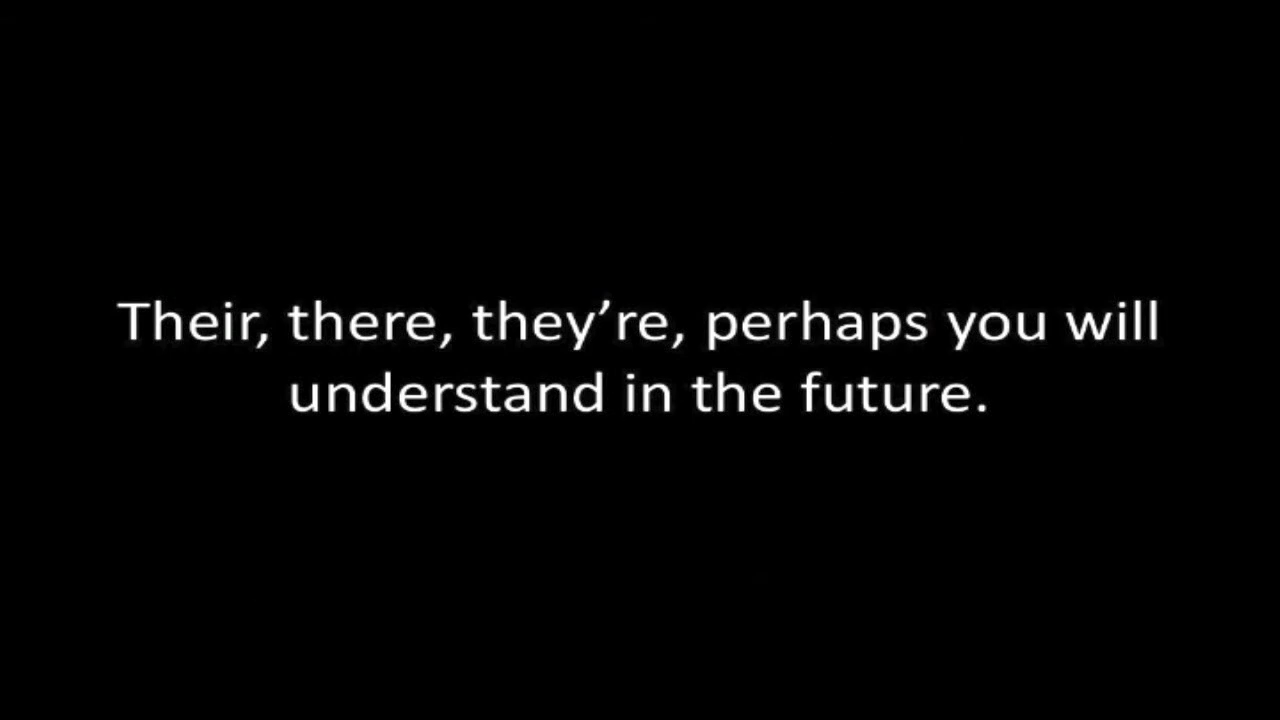 Their, there, they’re, perhaps you will
understand in the future.